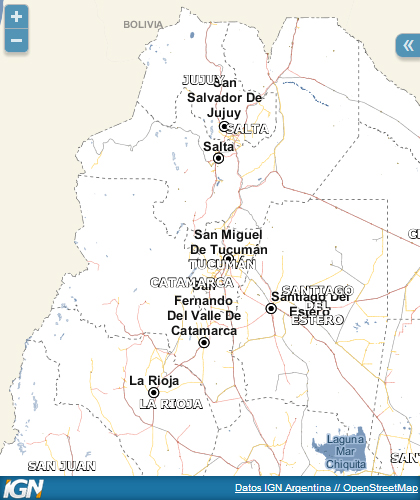 +
BOLIVIA
−
«
JUJUY
San
Salvador De
Jujuy
SALTA
Salta
San Miguel
De Tucumán
TUCUMÁN
CATAMARCA
San
Fernando
Del Valle De
Catamarca
SANTIAGO
DEL
ESTERO
Santiago Del
Estero
La Rioja
LA RIOJA
Laguna
Mar
Chiquita
SAN JUAN
SAN
IGN
Datos IGN Argentina // OpenStreetMap